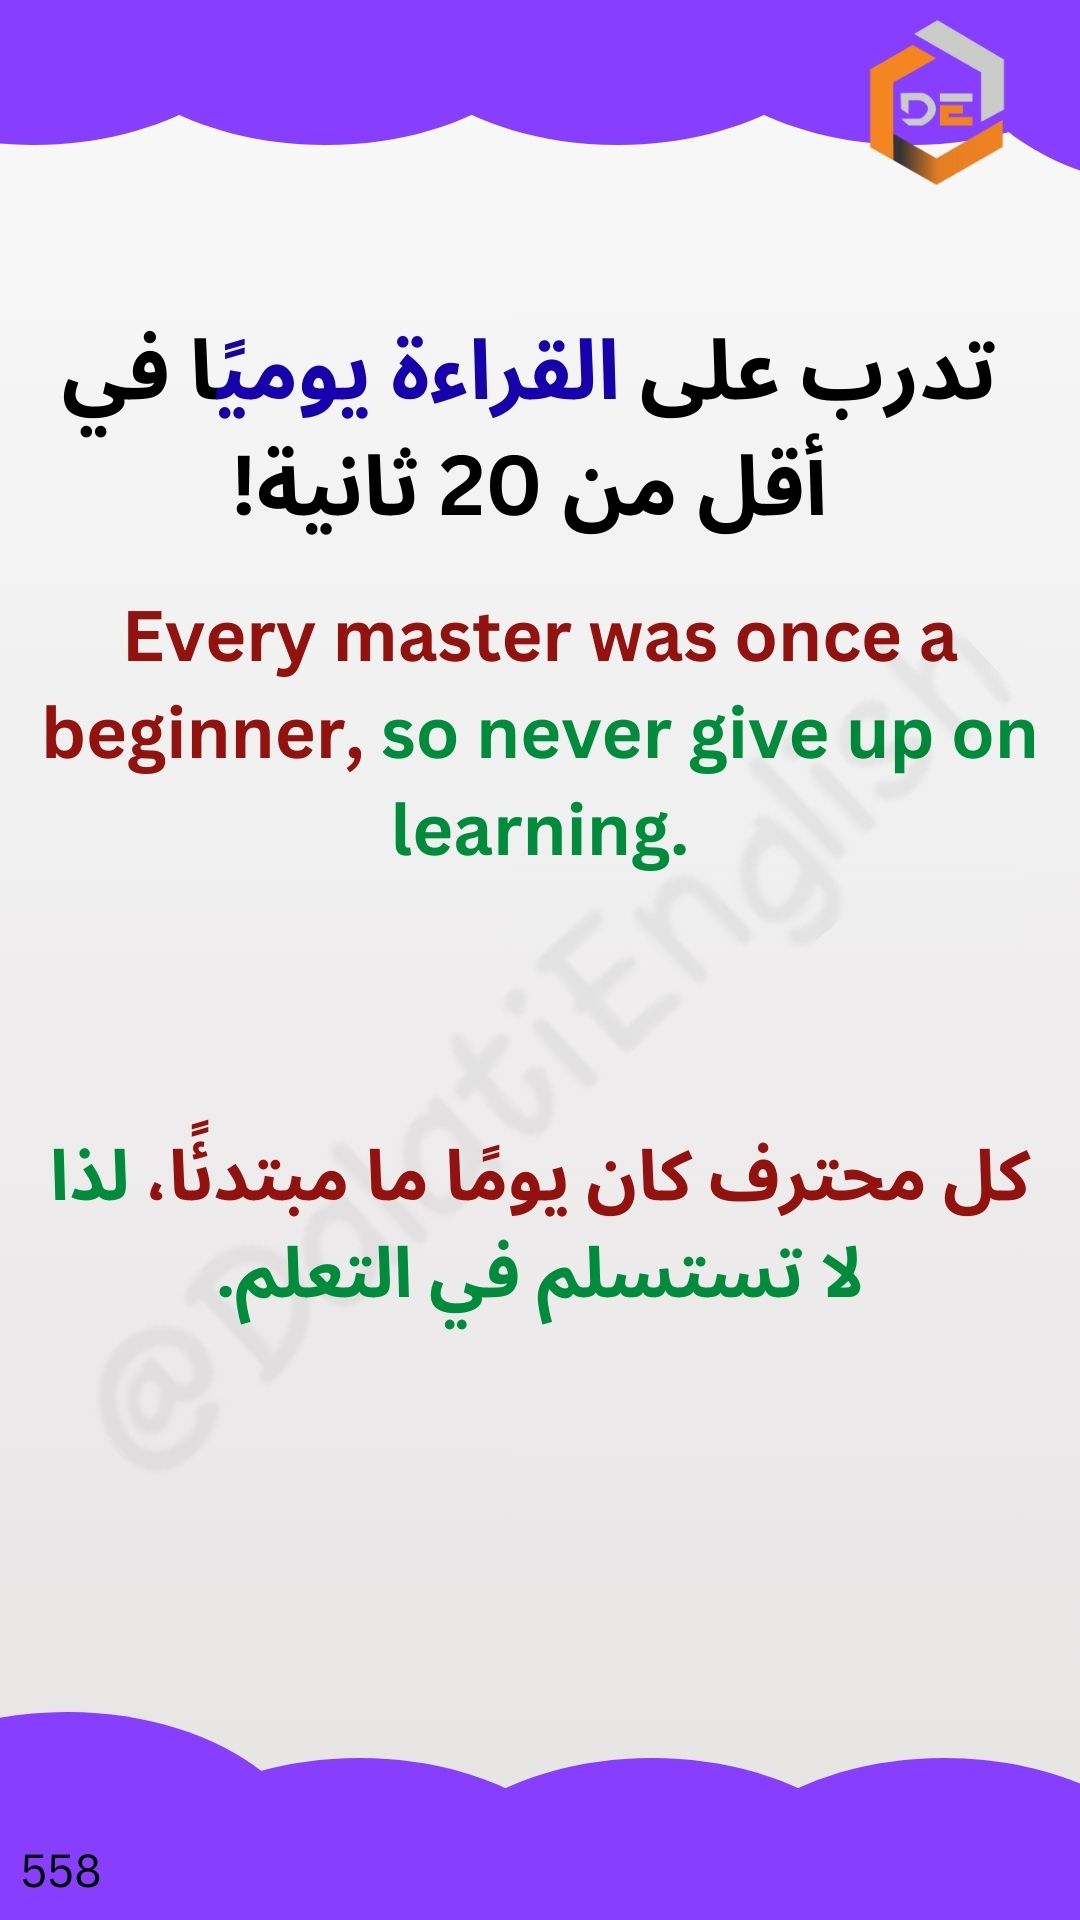 DE
تدرب على القراءة يوميًا في
أقل من 20 ثانية!
Every master was once a
beginner, so never give up on
learning.
@DalatiEnglish
كل محترف كان يومًا ما مبتدئًا، لذا
لا تستسلم في التعلم.
558